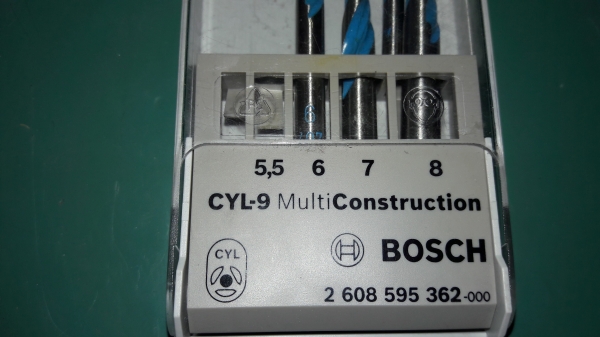 5,5 6 7 8
CYL-9 MultiConstruction
CYL BOSCH
2 608 595 362-000